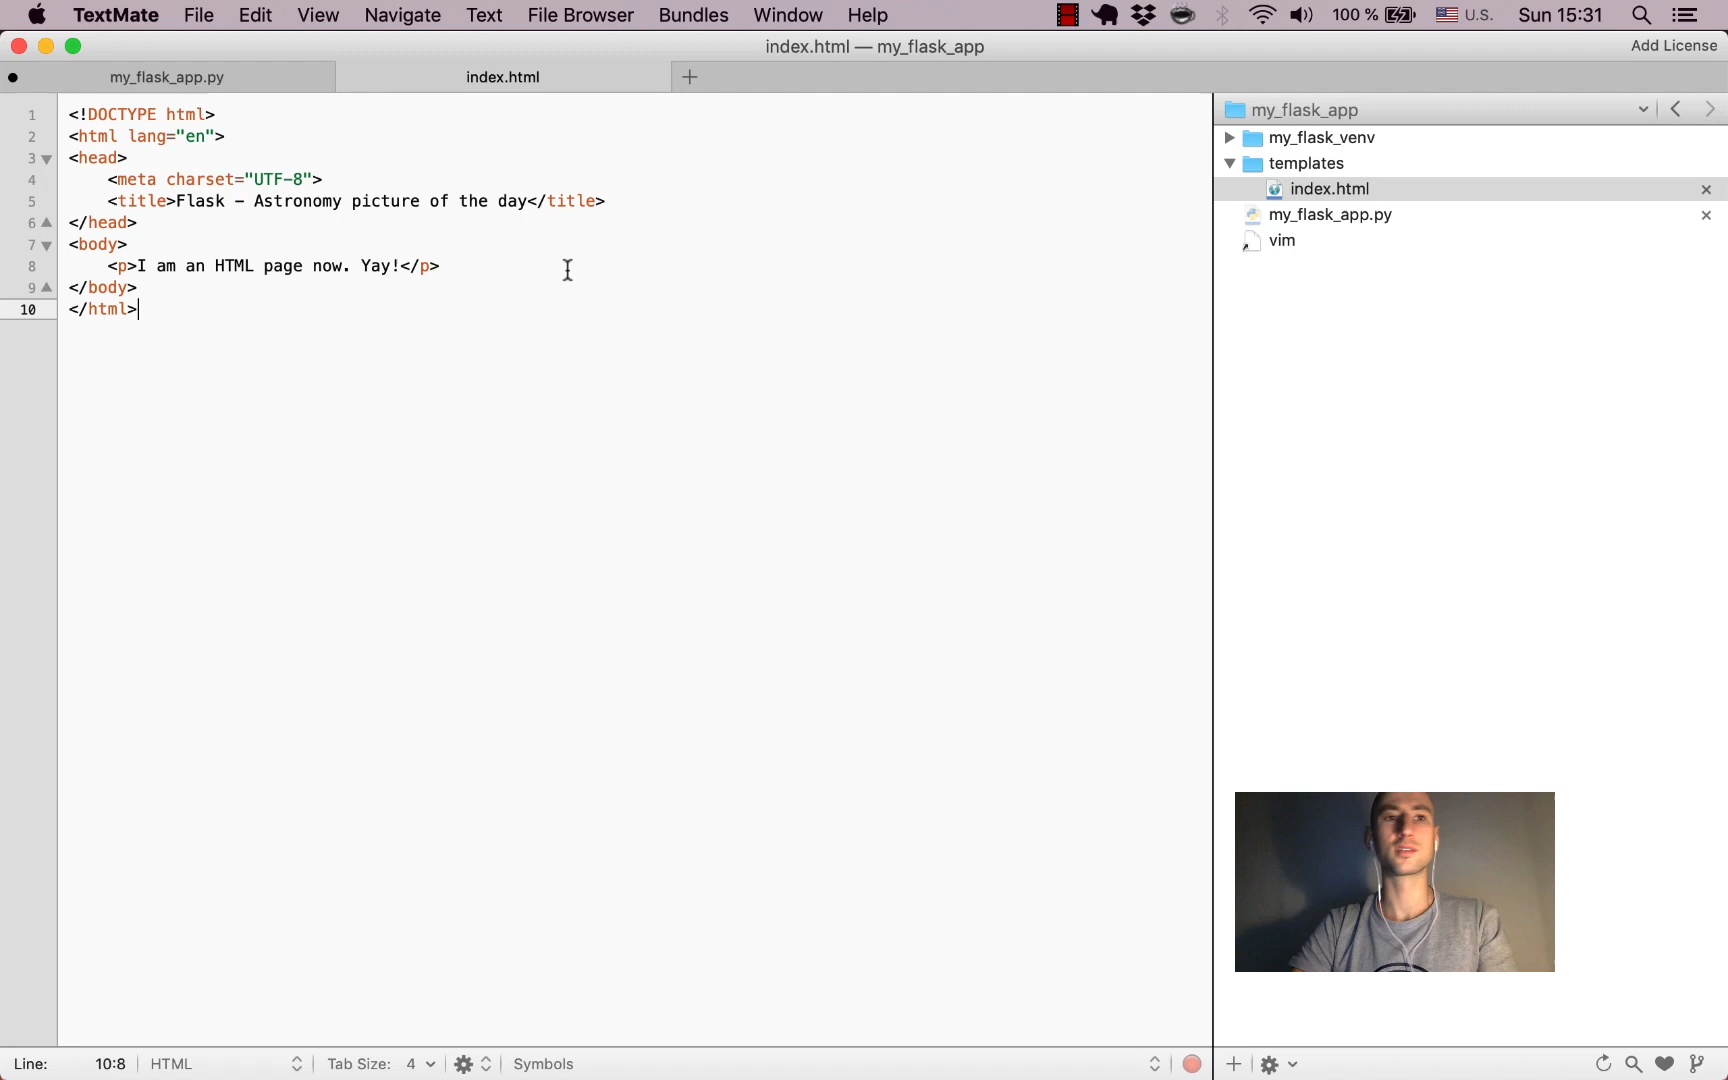 TextMate File Edit View Navigate Text File Browser Bundles Window Help 100 % U.S. Sun 15:31
index.html — my_flask_app Add License
my_flask_app.py index.html
1 <!DOCTYPE html>
2 <html lang="en">
3 <head>
4 <meta charset="UTF-8">
5 <title>Flask - Astronomy picture of the day</title>
6 </head>
7 <body>
8 <p>I am an HTML page now. Yay!</p>
9 </body>
10 </html>
my_flask_app
my_flask_venv
templates
index.html
my_flask_app.py
vim
Line: 10:8 HTML Tab Size: 4 Symbols